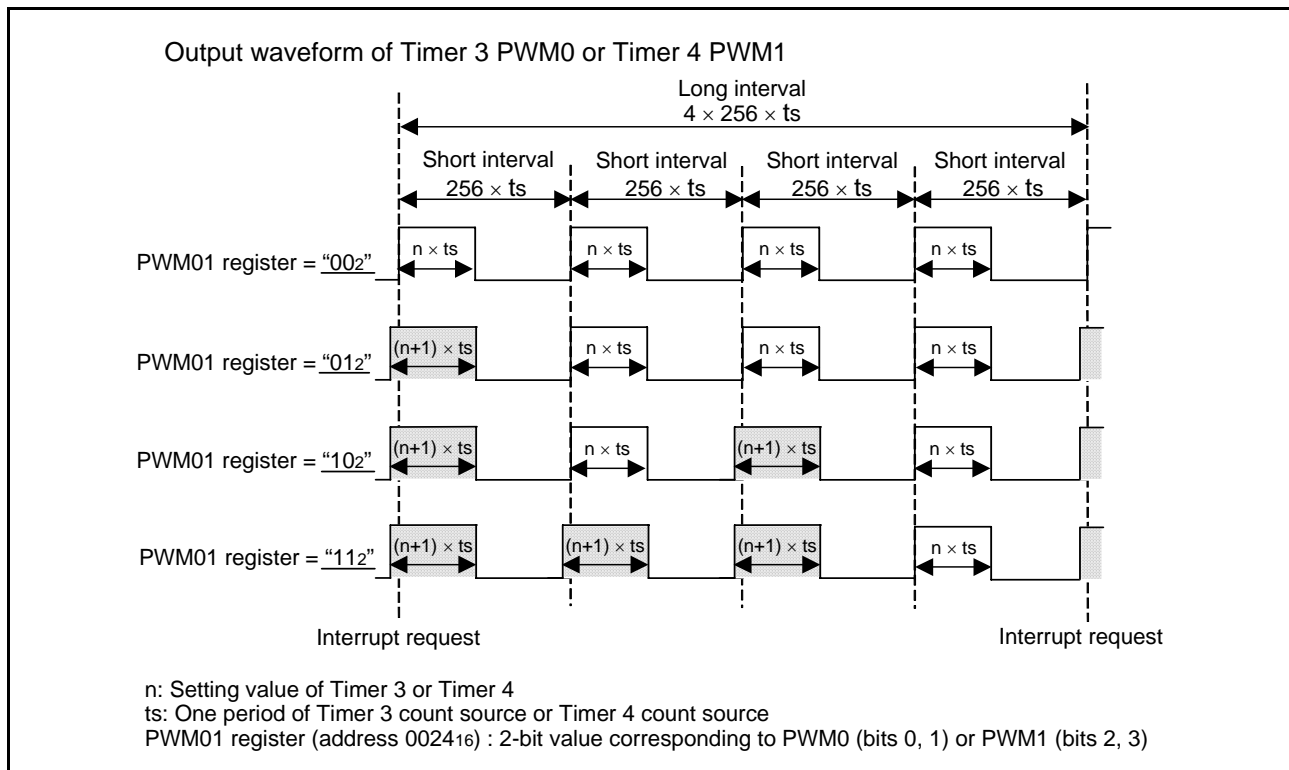 Output waveform of Timer 3 PWM0 or Timer 4 PWM1
Long interval
4 × 256 × ts
Short interval
256 × ts
Short interval
256 × ts
Short interval
256 × ts
Short interval
256 × ts
PWM01 register = “002”
n × ts
n × ts
n × ts
n × ts
PWM01 register = “012”
(n+1) × ts
n × ts
n × ts
n × ts
PWM01 register = “102”
(n+1) × ts
n × ts
(n+1) × ts
n × ts
PWM01 register = “112”
(n+1) × ts
(n+1) × ts
(n+1) × ts
n × ts
Interrupt request
Interrupt request
n: Setting value of Timer 3 or Timer 4
ts: One period of Timer 3 count source or Timer 4 count source
PWM01 register (address 002416) : 2-bit value corresponding to PWM0 (bits 0, 1) or PWM1 (bits 2, 3)